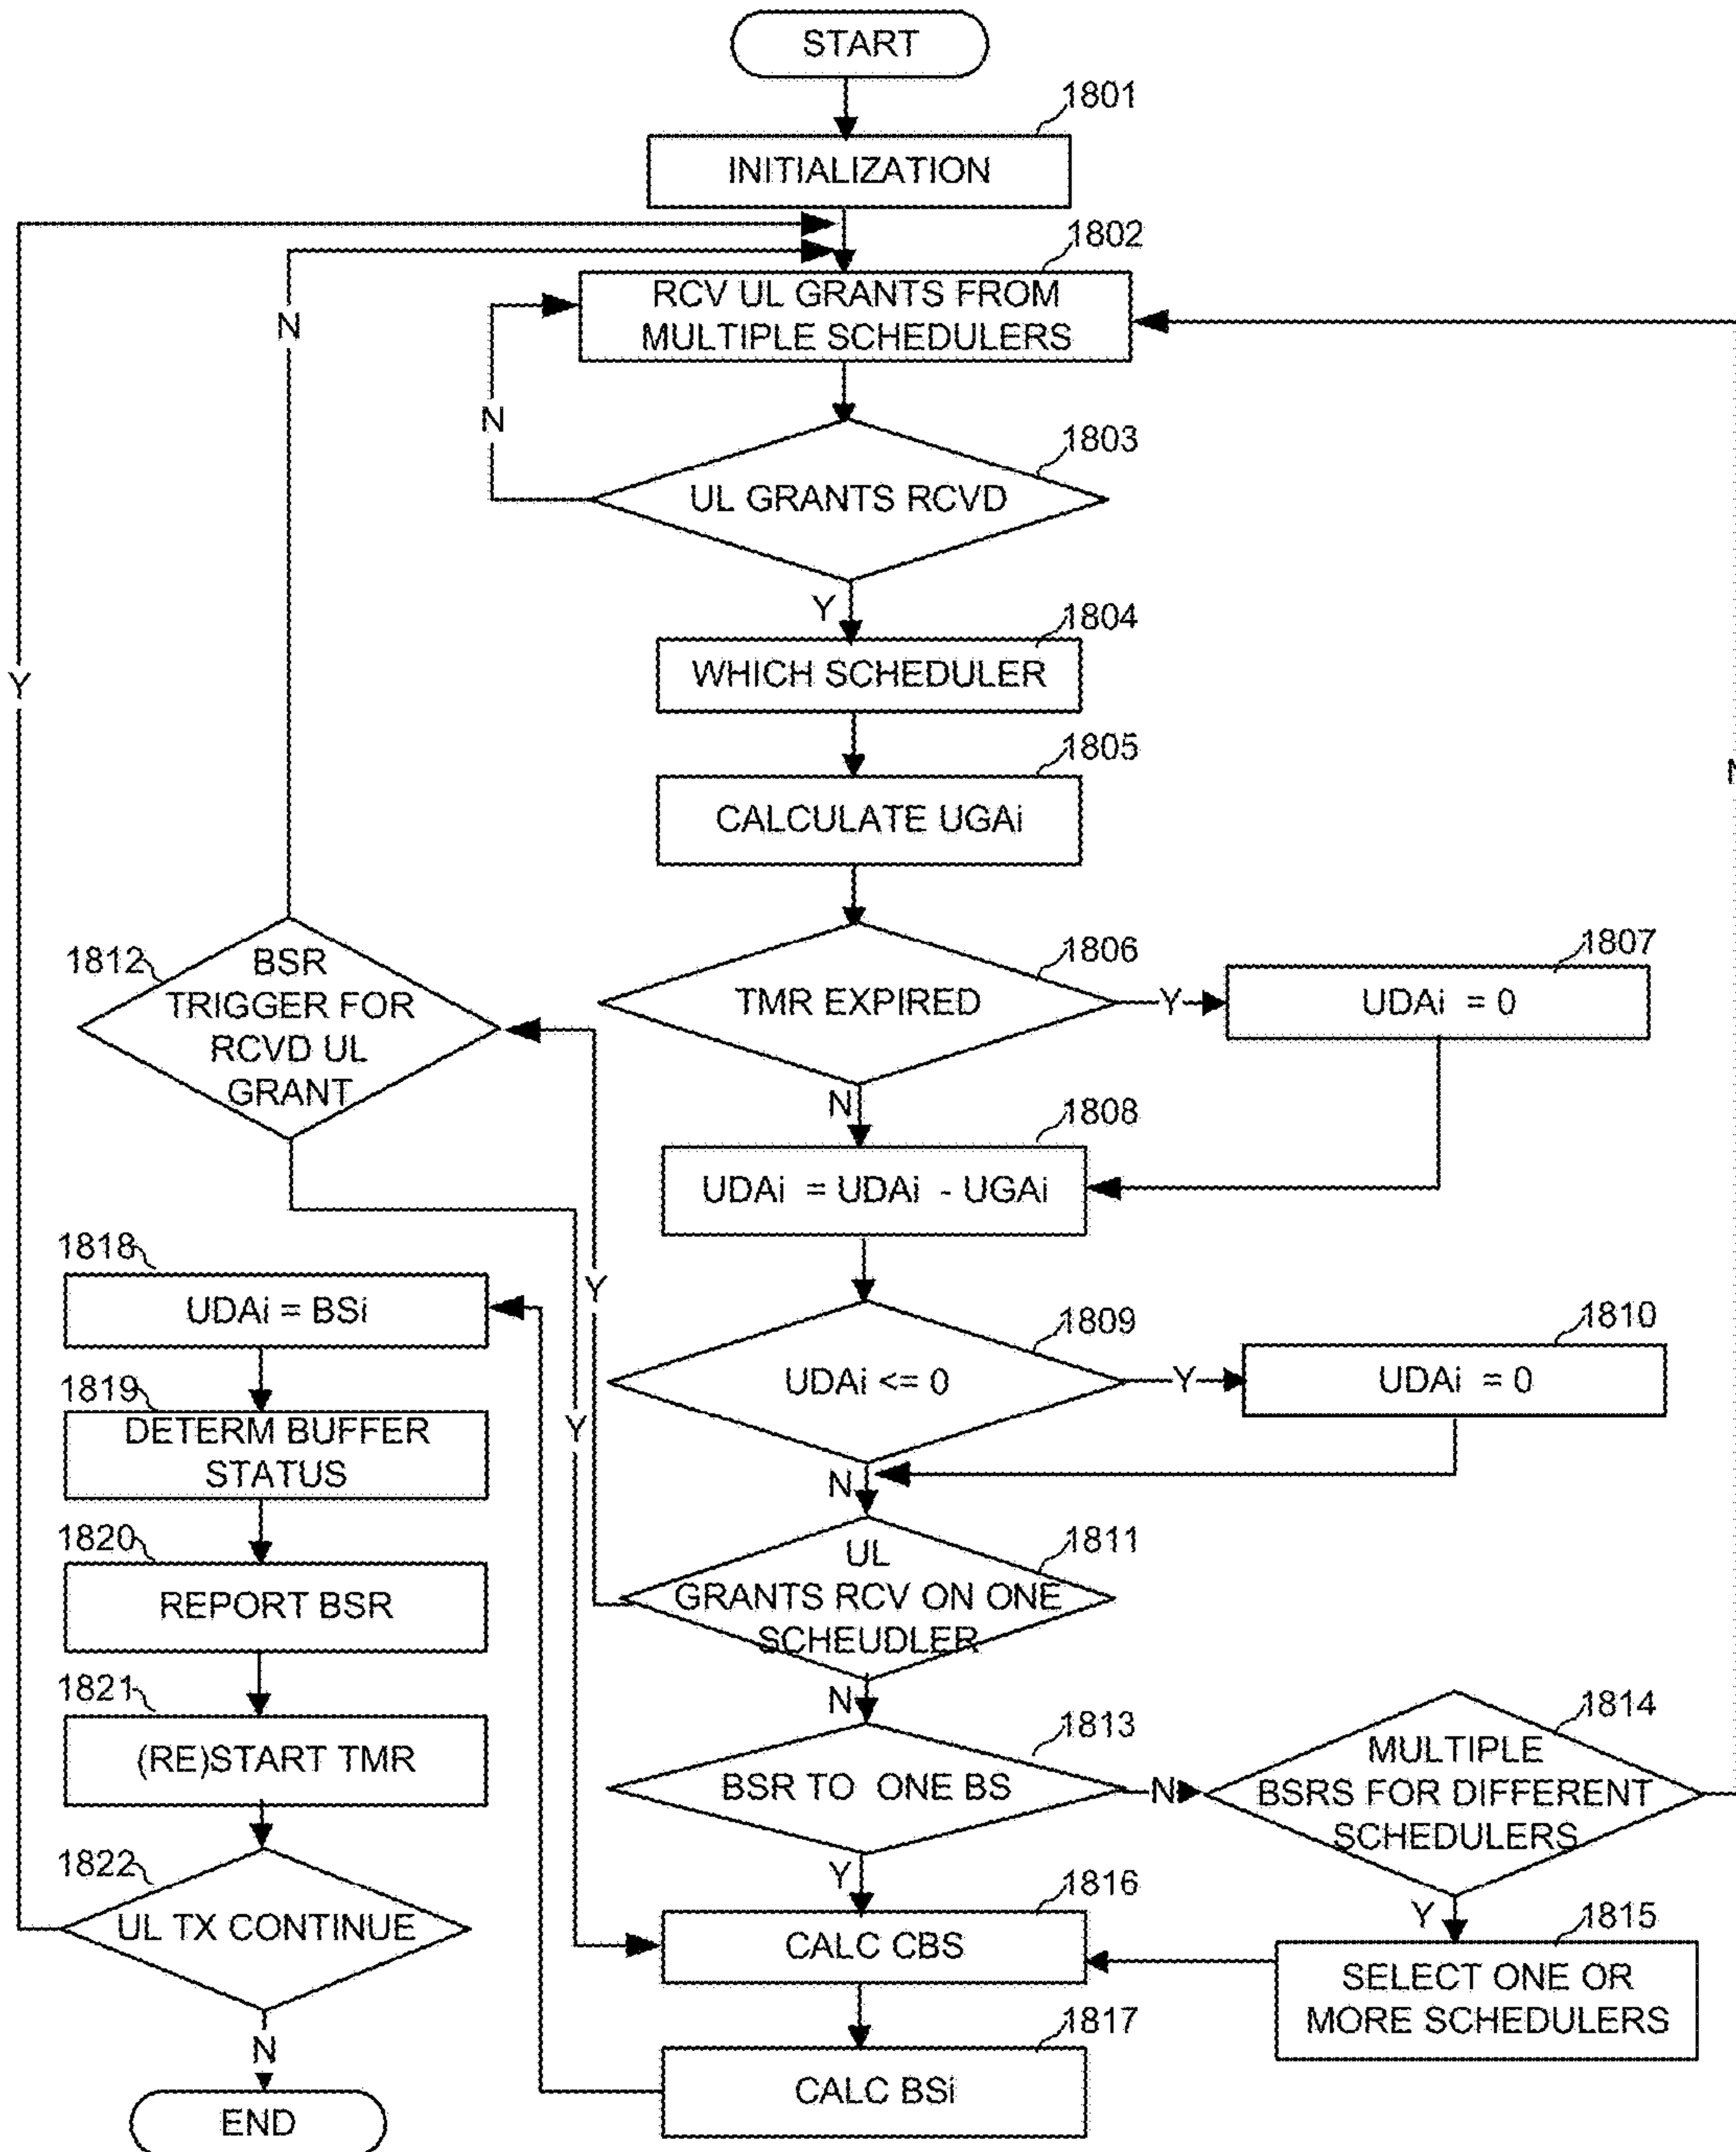 START
1801
INITIALIZATION
1802
RCV UL GRANTS FROM
MULTIPLE SCHEDULERS
N
N
1803
UL GRANTS RCVD
Y
1804
WHICH SCHEDULER
Y
1805
CALCULATE UGAi
N
1806
TMR EXPIRED
Y
1807
UDAi = 0
1812
BSR
TRIGGER FOR
RCVD UL
GRANT
N
1808
UDAi = UDAi - UGAi
1818
UDAi = BSi
Y
Y
1809
UDAi <= 0
Y
1810
UDAi = 0
1819
DETERM BUFFER
STATUS
N
1811
UL
GRANTS RCV ON ONE
SCHEUDLER
1820
REPORT BSR
N
1821
(RE)START TMR
1813
BSR TO ONE BS
N
1814
MULTIPLE
BSRS FOR DIFFERENT
SCHEDULERS
1822
UL TX CONTINUE
Y
1816
CALC CBS
Y
1815
SELECT ONE OR
MORE SCHEDULERS
N
1817
CALC BSi
END